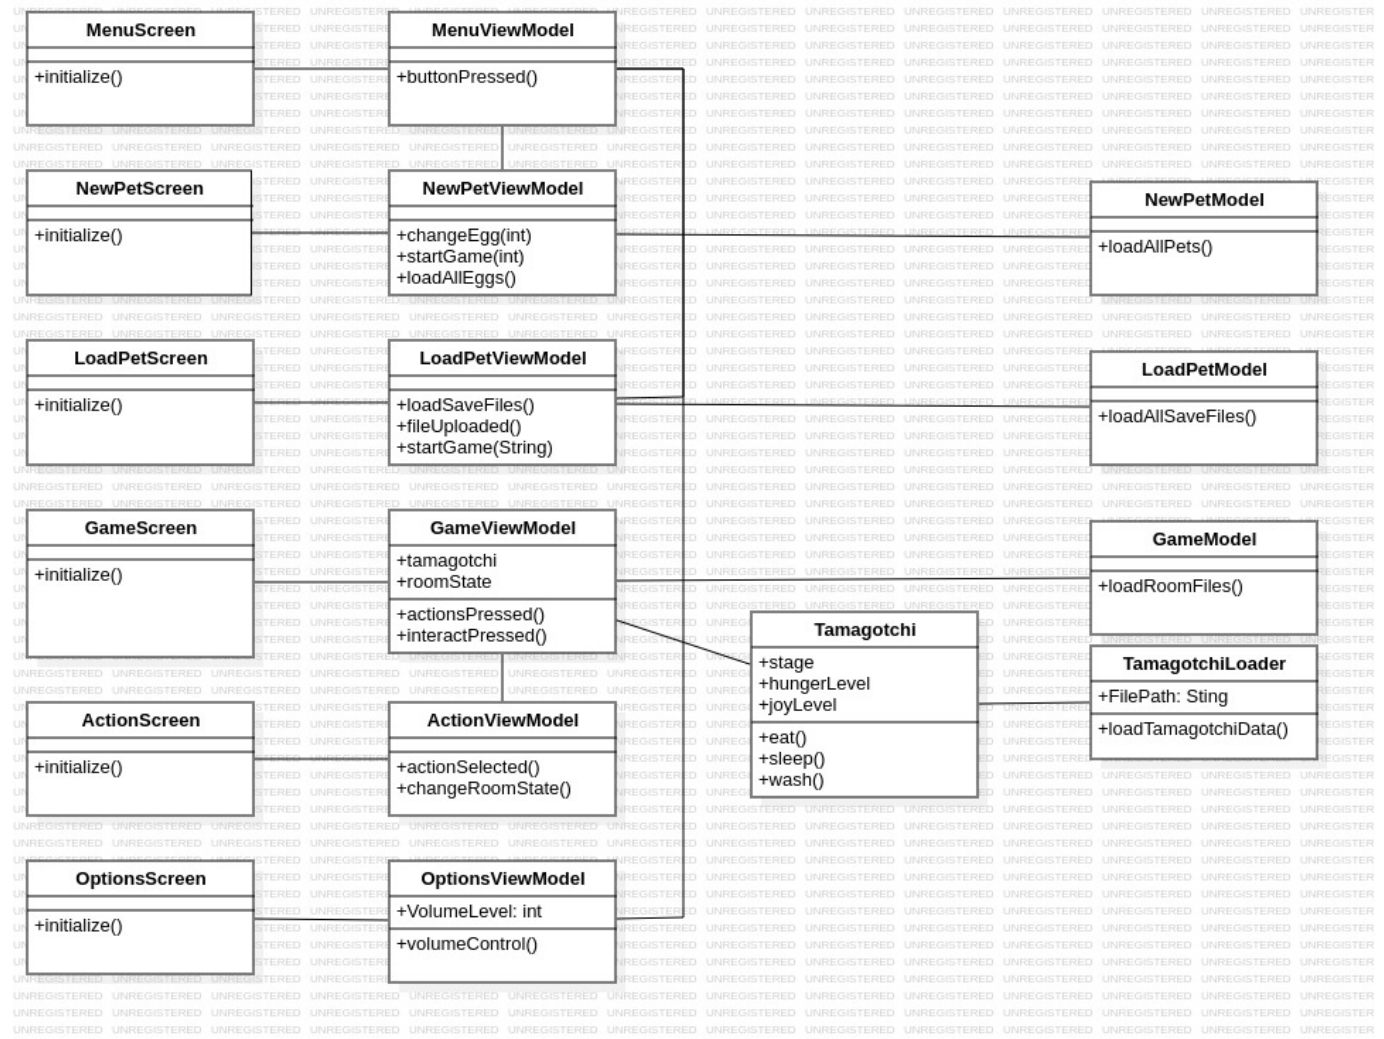 MenuScreen
+initialize()
MenuViewModel
+buttonPressed()
NewPetScreen
+initialize()
NewPetViewModel
+changeEgg(int)
+startGame(int)
+loadAllEggs()
NewPetModel
+loadAllPets()
LoadPetScreen
+initialize()
LoadPetViewModel
+loadSaveFiles()
+fileUploaded()
+startGame(String)
LoadPetModel
+loadAllSaveFiles()
GameScreen
+initialize()
GameViewModel
+tamagotchi
+roomState
+actionsPressed()
+interactPressed()
GameModel
+loadRoomFiles()
Tamagotchi
+stage
+hungerLevel
+joyLevel
+eat()
+sleep()
+wash()
TamagotchiLoader
+FilePath: Sting
+loadTamagotchiData()
ActionScreen
+initialize()
ActionViewModel
+actionSelected()
+changeRoomState()
OptionsScreen
+initialize()
OptionsViewModel
+VolumeLevel: int
+volumeControl()
UNREGISTERED